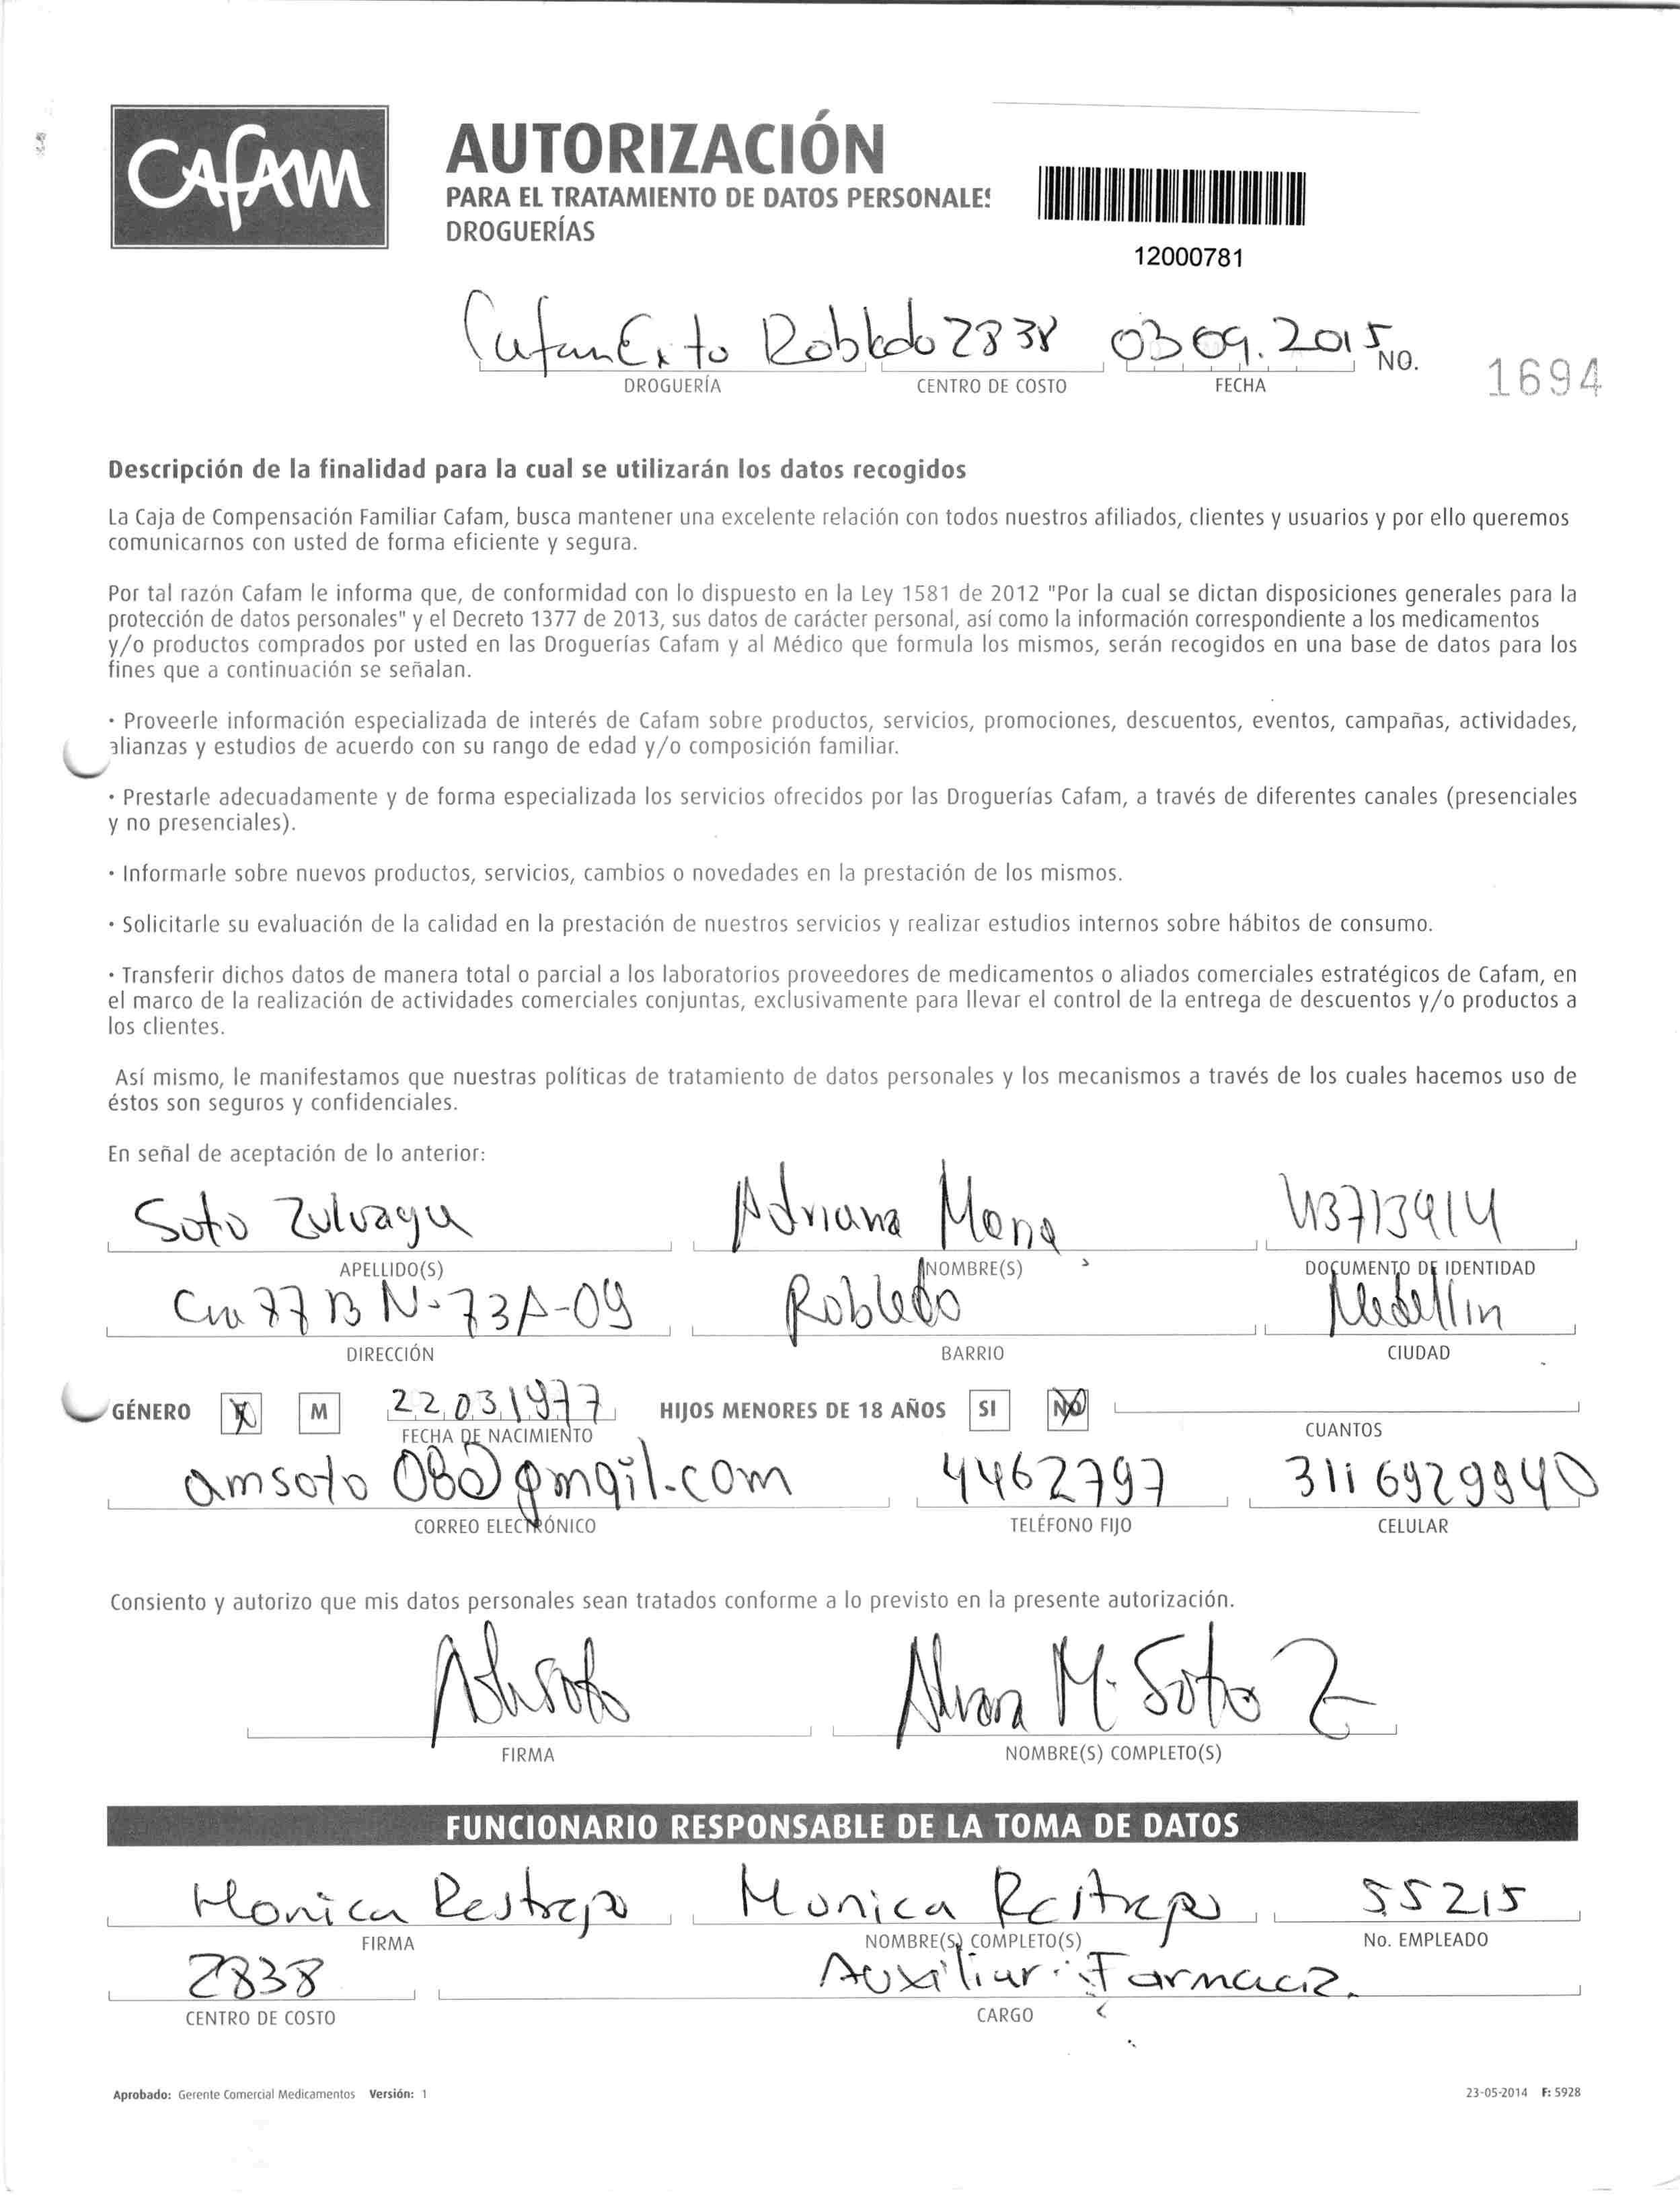 Cafam
AUTORIZACIÓN
PARA EL TRATAMIENTO DE DATOS PERSONALES
DROGUERÍAS
12000781
Cafam Exito Robledo 2838 03 09. 2015 NO. 1694
DROGUERÍA CENTRO DE COSTO FECHA
Descripción de la finalidad para la cual se utilizarán los datos recogidos
La Caja de Compensación Familiar Cafam, busca mantener una excelente relación con todos nuestros afiliados, clientes y usuarios y por ello queremos
comunicarnos con usted de forma eficiente y segura.
Por tal razón Cafam le informa que, de conformidad con lo dispuesto en la Ley 1581 de 2012 "Por la cual se dictan disposiciones generales para la
protección de datos personales" y el Decreto 1377 de 2013, sus datos de carácter personal, así como la información correspondiente a los medicamentos
y/o productos comprados por usted en las Droguerías Cafam y al Médico que formula los mismos, serán recogidos en una base de datos para los
fines que a continuación se señalan.
· Proveerle información especializada de interés de Cafam sobre productos, servicios, promociones, descuentos, eventos, campañas, actividades,
alianzas y estudios de acuerdo con su rango de edad y/o composición familiar.
· Prestarle adecuadamente y de forma especializada los servicios ofrecidos por las Droguerías Cafam, a través de diferentes canales (presenciales
y no presenciales).
· Informarle sobre nuevos productos, servicios, cambios o novedades en la prestación de los mismos.
· Solicitarle su evaluación de la calidad en la prestación de nuestros servicios y realizar estudios internos sobre hábitos de consumo.
· Transferir dichos datos de manera total o parcial a los laboratorios proveedores de medicamentos o aliados comerciales estratégicos de Cafam, en
el marco de la realización de actividades comerciales conjuntas, exclusivamente para llevar el control de la entrega de descuentos y/o productos a
los clientes.
Así mismo, le manifestamos que nuestras políticas de tratamiento de datos personales y los mecanismos a través de los cuales hacemos uso de
éstos son seguros y confidenciales.
En señal de aceptación de lo anterior:
Soto Zuluaga Adriana Maria 43713914
APELLIDO(S) NOMBRE(S) DOCUMENTO DE IDENTIDAD
Cra 77 B N-73A-09 Robledo Medellin
DIRECCIÓN BARRIO CIUDAD
GÉNERO X M 22 03 1977 HIJOS MENORES DE 18 AÑOS SI NO
FECHA DE NACIMIENTO CUANTOS
amsoto08@gmail.com 4462797 3116929940
CORREO ELECTRÓNICO TELÉFONO FIJO CELULAR
Consiento y autorizo que mis datos personales sean tratados conforme a lo previsto en la presente autorización.
M. Soto Z
FIRMA NOMBRE(S) COMPLETO(S)
FUNCIONARIO RESPONSABLE DE LA TOMA DE DATOS
Monica Restrepo Monica Restrepo 55215
FIRMA NOMBRE(S) COMPLETO(S) No. EMPLEADO
2838 Auxiliar Farmacia
CENTRO DE COSTO CARGO
Aprobado: Gerente Comercial Medicamentos Versión: 1 23-05-2014 F: 5928